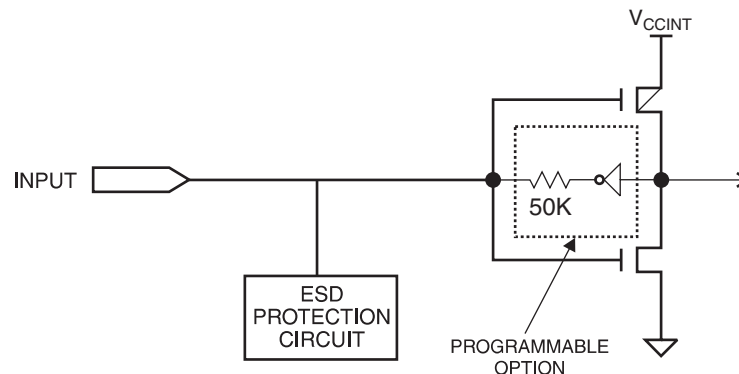 V_CCINT
INPUT
50K
ESD
PROTECTION
CIRCUIT
PROGRAMMABLE
OPTION